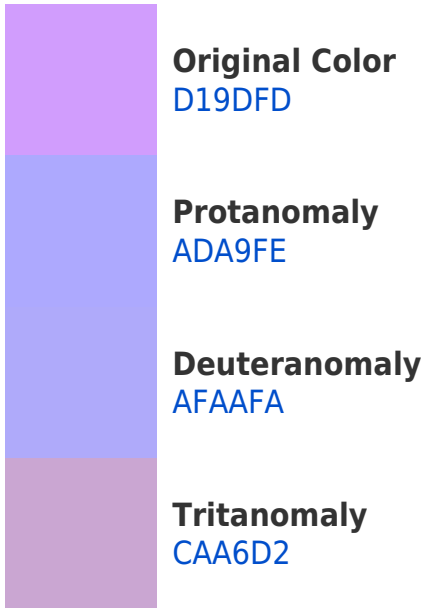 Original Color
D19DFD
Protanomaly
ADA9FE
Deuteranomaly
AFAAFA
Tritanomaly
CAA6D2